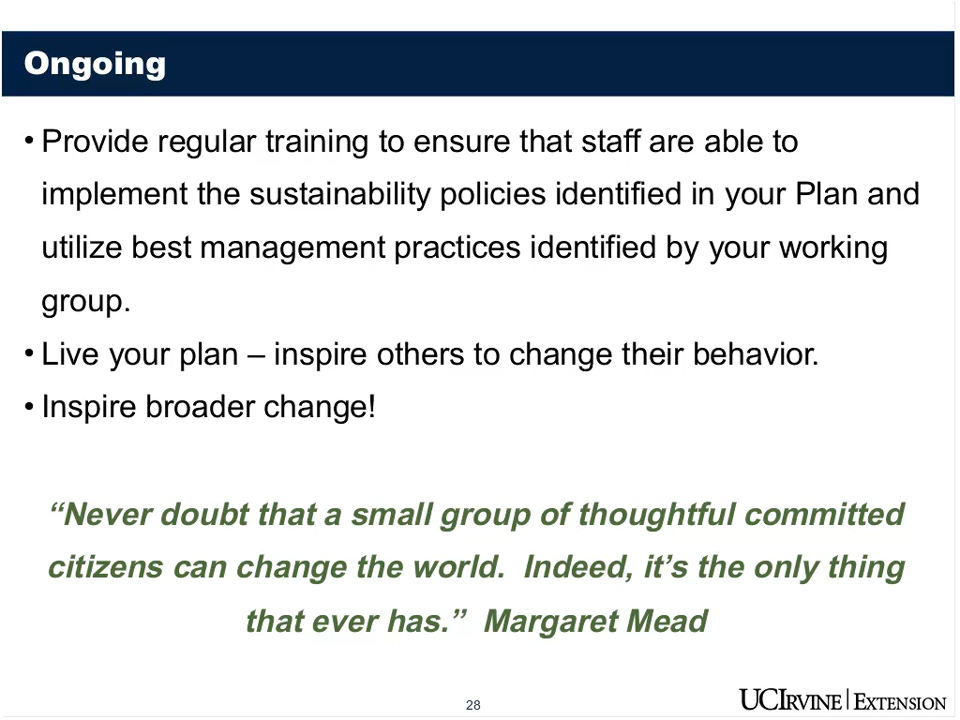 Ongoing
• Provide regular training to ensure that staff are able to
implement the sustainability policies identified in your Plan and
utilize best management practices identified by your working
group.
• Live your plan – inspire others to change their behavior.
• Inspire broader change!
“Never doubt that a small group of thoughtful committed
citizens can change the world.  Indeed, it’s the only thing
that ever has.”  Margaret Mead
28
UCIRVINE | EXTENSION